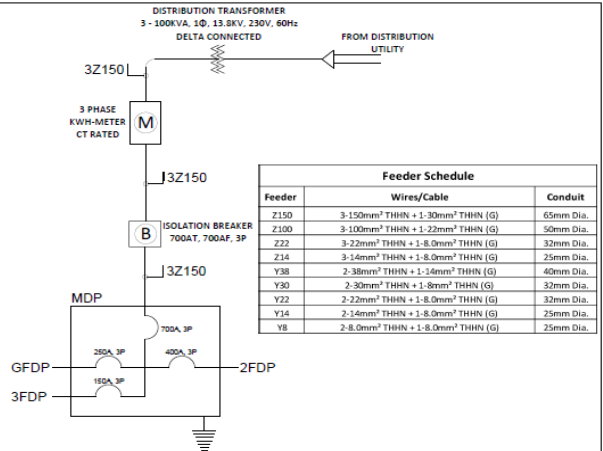 DISTRIBUTION TRANSFORMER
3 - 100KVA, 1Φ, 13.8KV, 230V, 60Hz
DELTA CONNECTED
FROM DISTRIBUTION
UTILITY
3Z150
3 PHASE
KWH-METER
CT RATED
M
3Z150
B
ISOLATION BREAKER
700AT, 700AF, 3P
3Z150
MDP
700A, 3P
250A, 3P
400A, 3P
GFDP
2FDP
150A, 3P
3FDP
Feeder Schedule
Feeder Wires/Cable Conduit
Z150 3-150mm² THHN + 1-30mm² THHN (G) 65mm Dia.
Z100 3-100mm² THHN + 1-22mm² THHN (G) 50mm Dia.
Z22 3-22mm² THHN + 1-8.0mm² THHN (G) 32mm Dia.
Z14 3-14mm² THHN + 1-8.0mm² THHN (G) 25mm Dia.
Y38 2-38mm² THHN + 1-14mm² THHN (G) 40mm Dia.
Y30 2-30mm² THHN + 1-8mm² THHN (G) 32mm Dia.
Y22 2-22mm² THHN + 1-8.0mm² THHN (G) 32mm Dia.
Y14 2-14mm² THHN + 1-8.0mm² THHN (G) 25mm Dia.
Y8 2-8.0mm² THHN + 1-8.0mm² THHN (G) 25mm Dia.